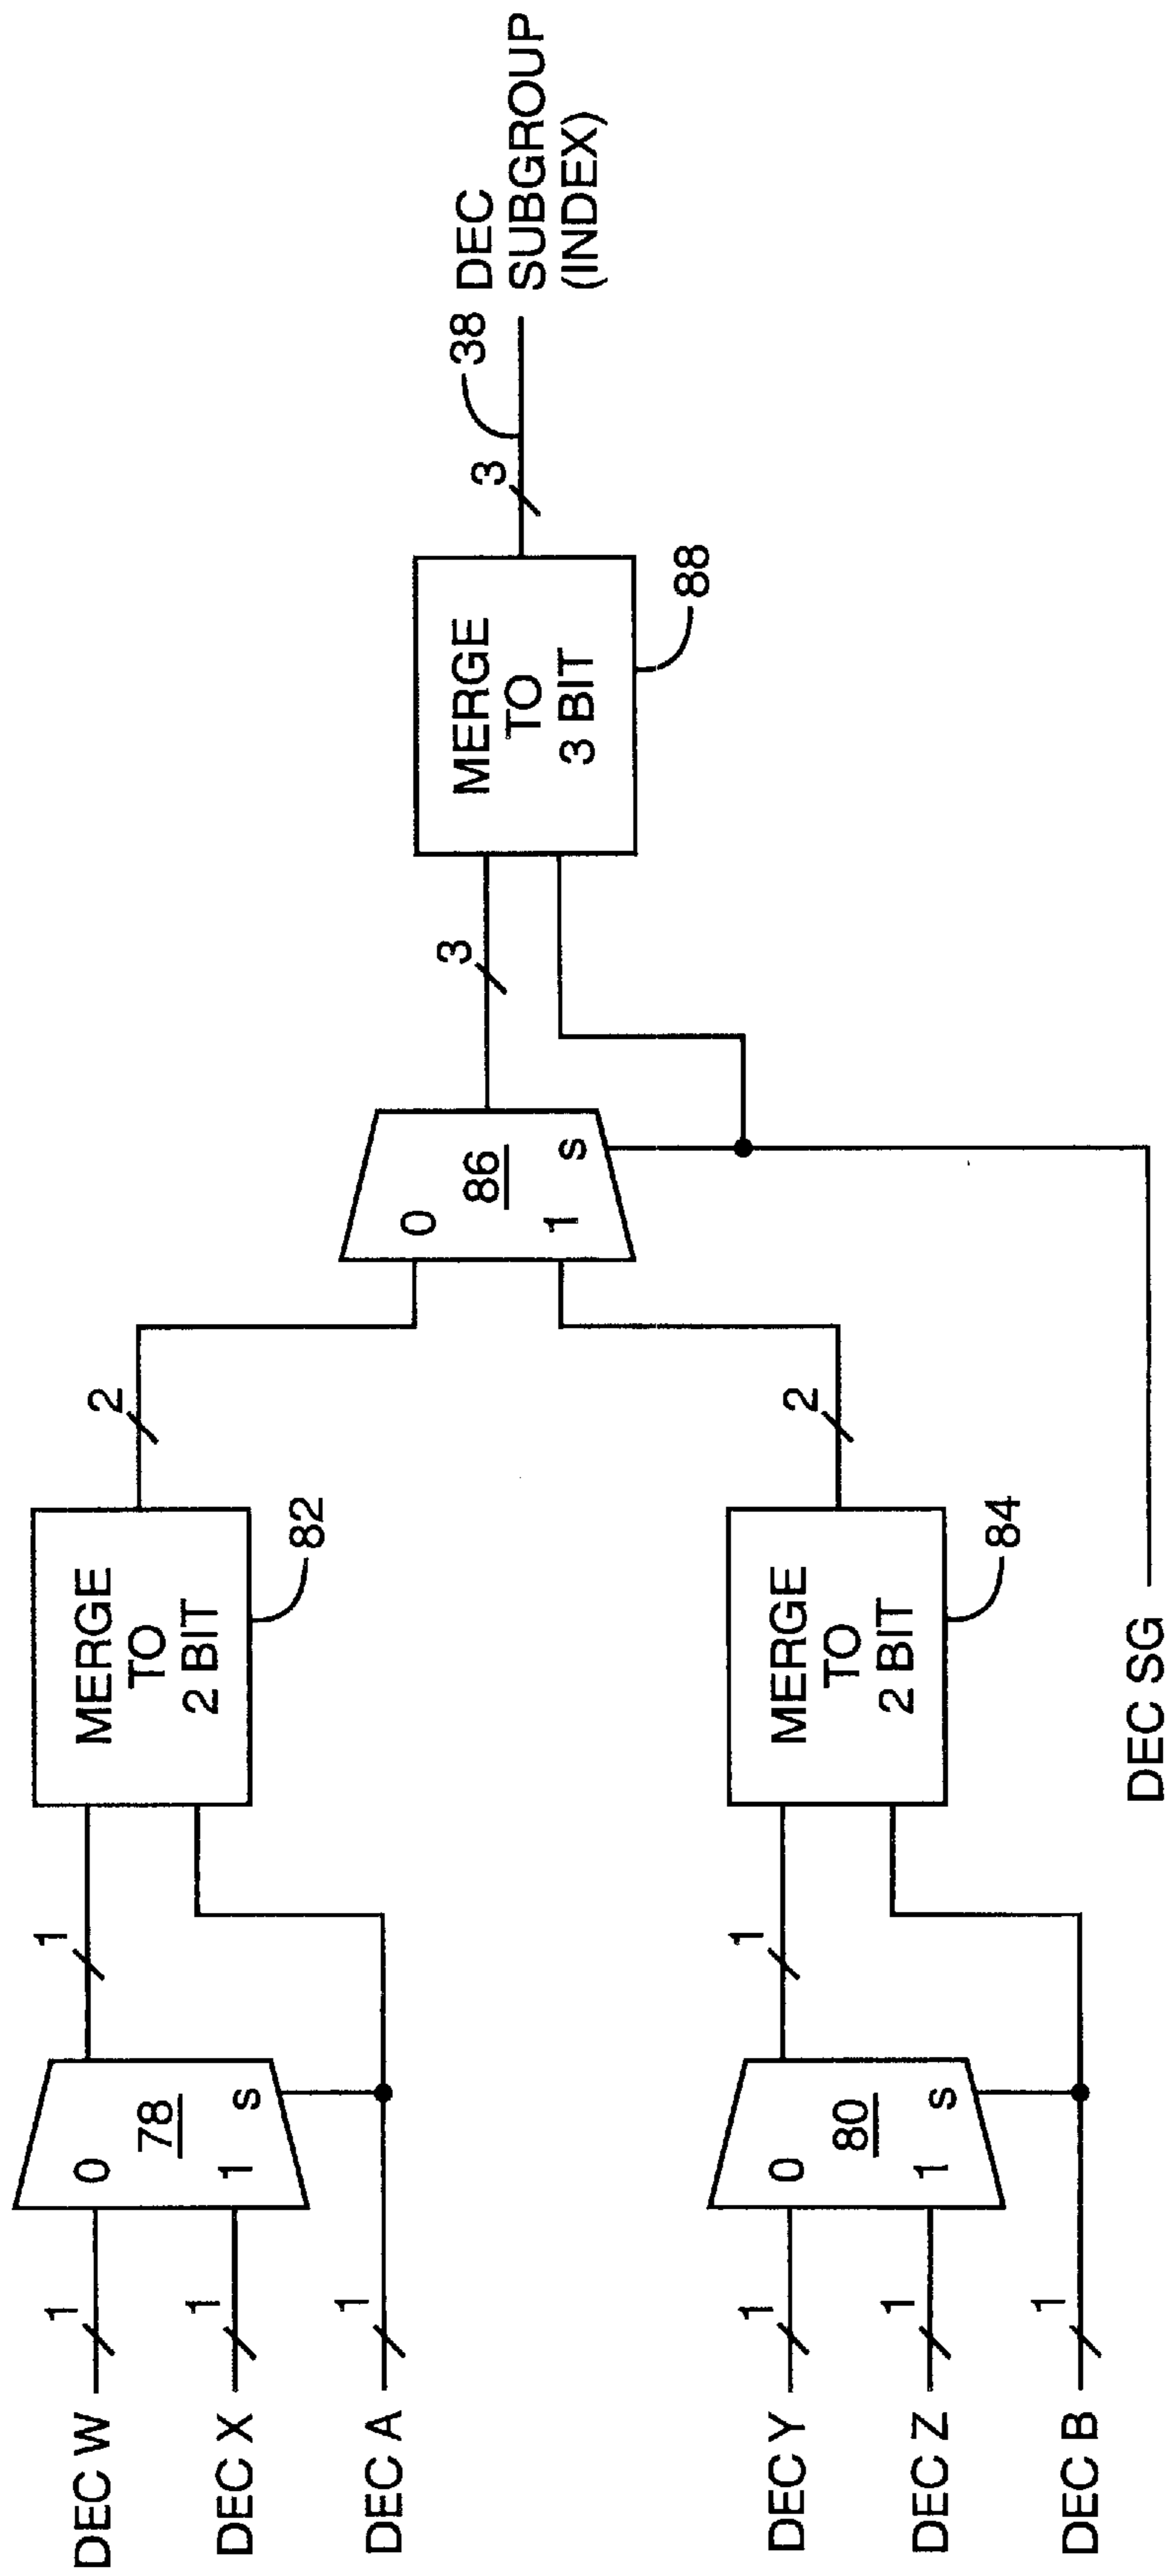 DEC W
1
DEC X
1
DEC A
1
0
1
78
s
1
MERGE
TO
2 BIT
82
2
DEC Y
1
DEC Z
1
DEC B
1
0
1
80
s
1
MERGE
TO
2 BIT
84
2
DEC SG
0
1
86
s
3
MERGE
TO
3 BIT
88
3
38
DEC
SUBGROUP
(INDEX)